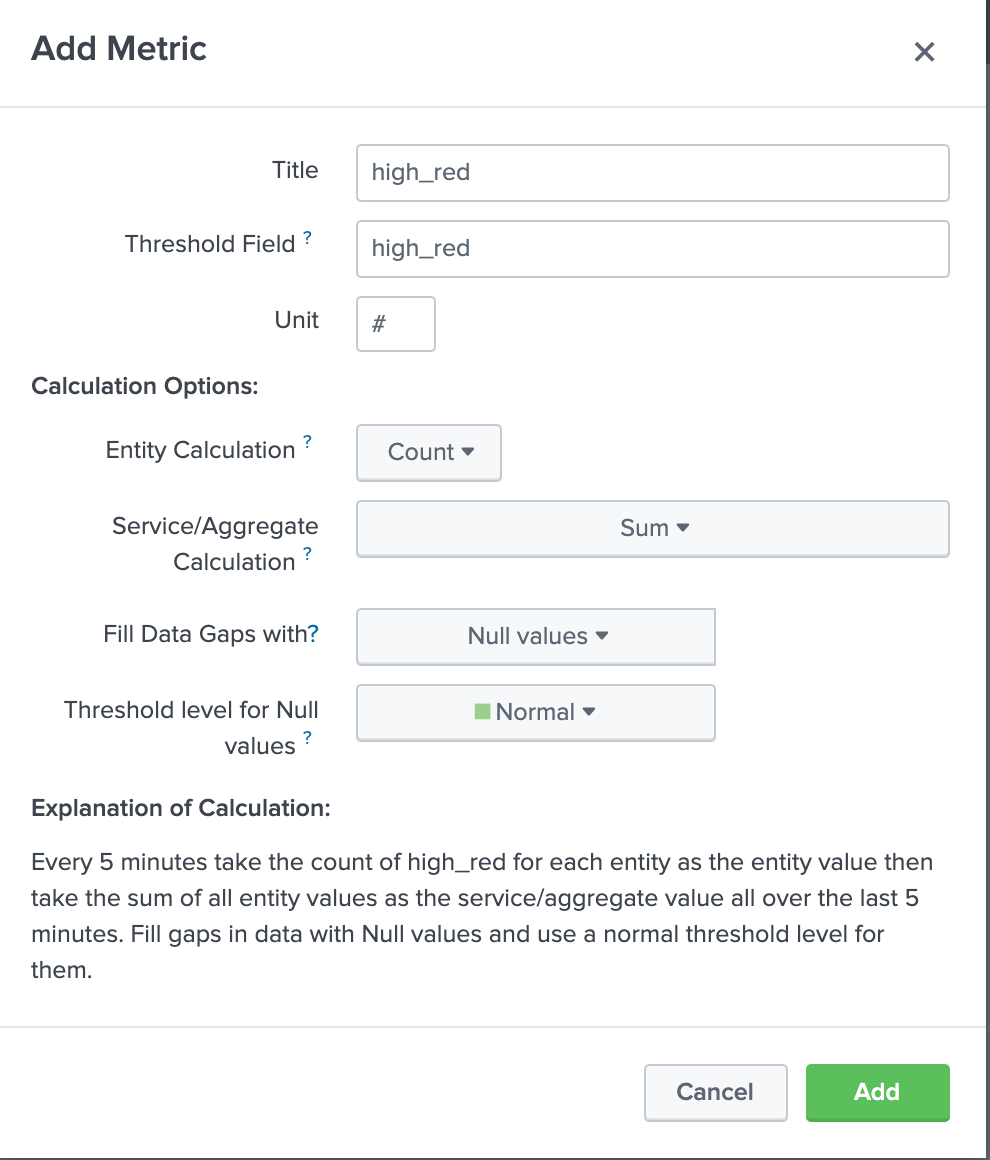 Add Metric
Title high_red
Threshold Field ? high_red
Unit #
Calculation Options:
Entity Calculation ? Count
Service/Aggregate
Calculation ? Sum
Fill Data Gaps with? Null values
Threshold level for Null
values ? Normal
Explanation of Calculation:
Every 5 minutes take the count of high_red for each entity as the entity value then
take the sum of all entity values as the service/aggregate value all over the last 5
minutes. Fill gaps in data with Null values and use a normal threshold level for
them.
Cancel Add